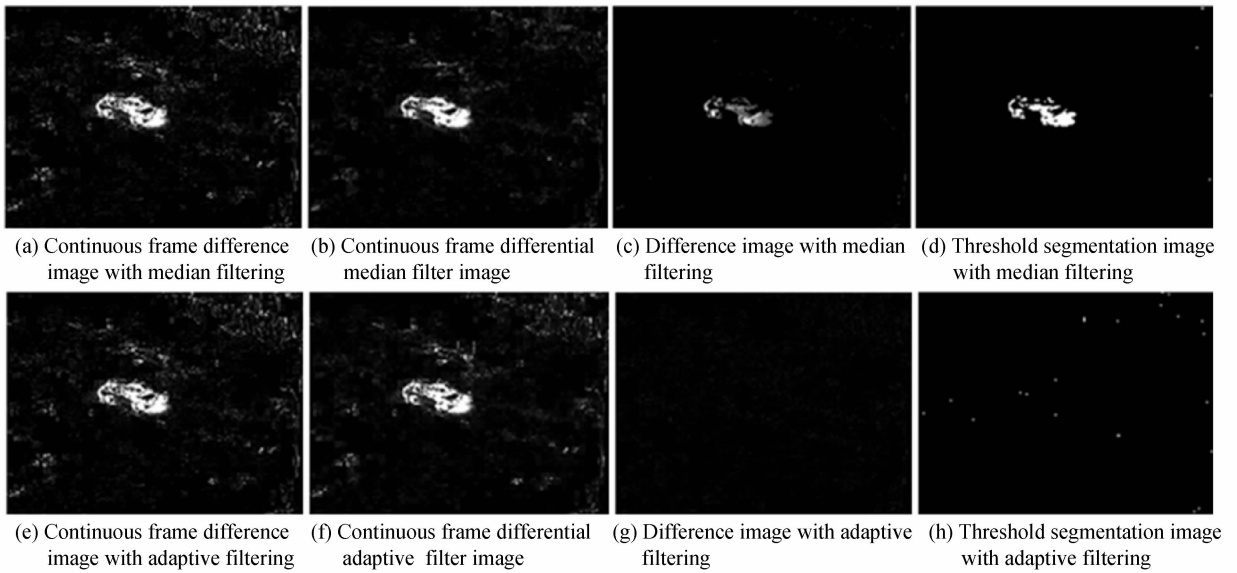 (a) Continuous frame difference
image with median filtering
(b) Continuous frame differential
median filter image
(c) Difference image with median
filtering
(d) Threshold segmentation image
with median filtering
(e) Continuous frame difference
image with adaptive filtering
(f) Continuous frame differential
adaptive filter image
(g) Difference image with adaptive
filtering
(h) Threshold segmentation image
with adaptive filtering